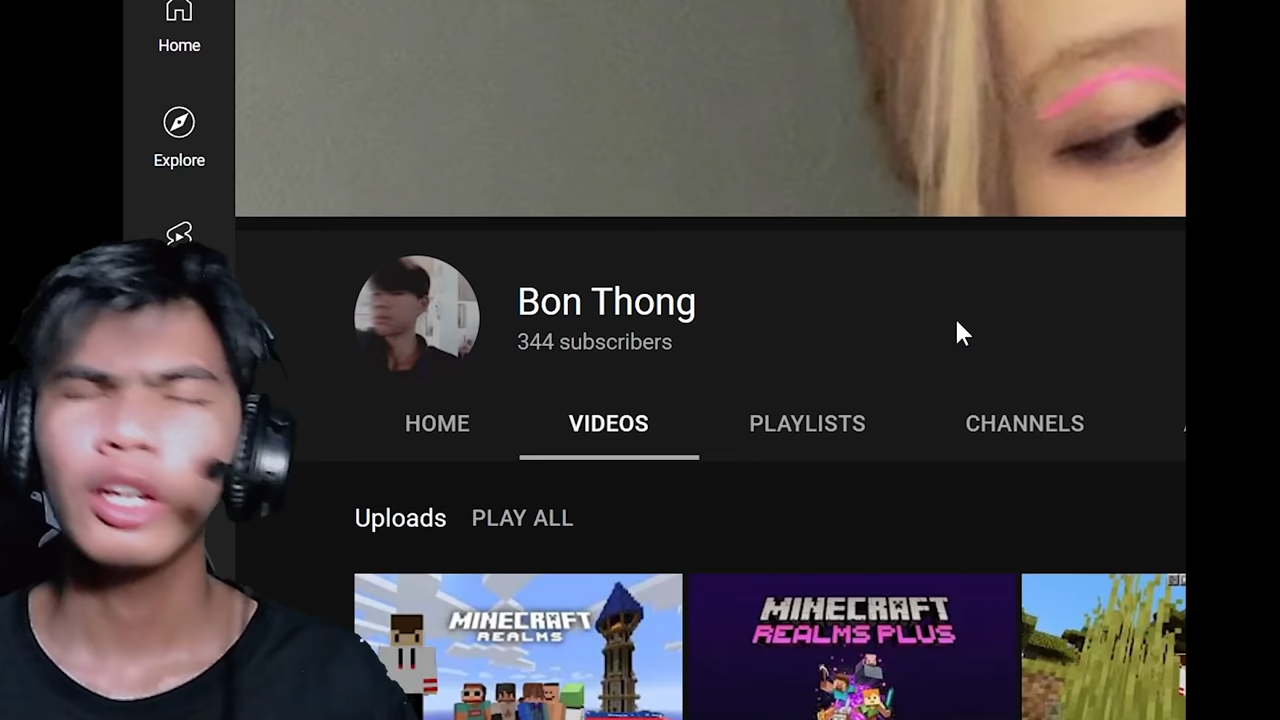 Home
Explore
Bon Thong
344 subscribers
HOME VIDEOS PLAYLISTS CHANNELS
Uploads PLAY ALL
MINECRAFT
REALMS
MINECRAFT
REALMS PLUS